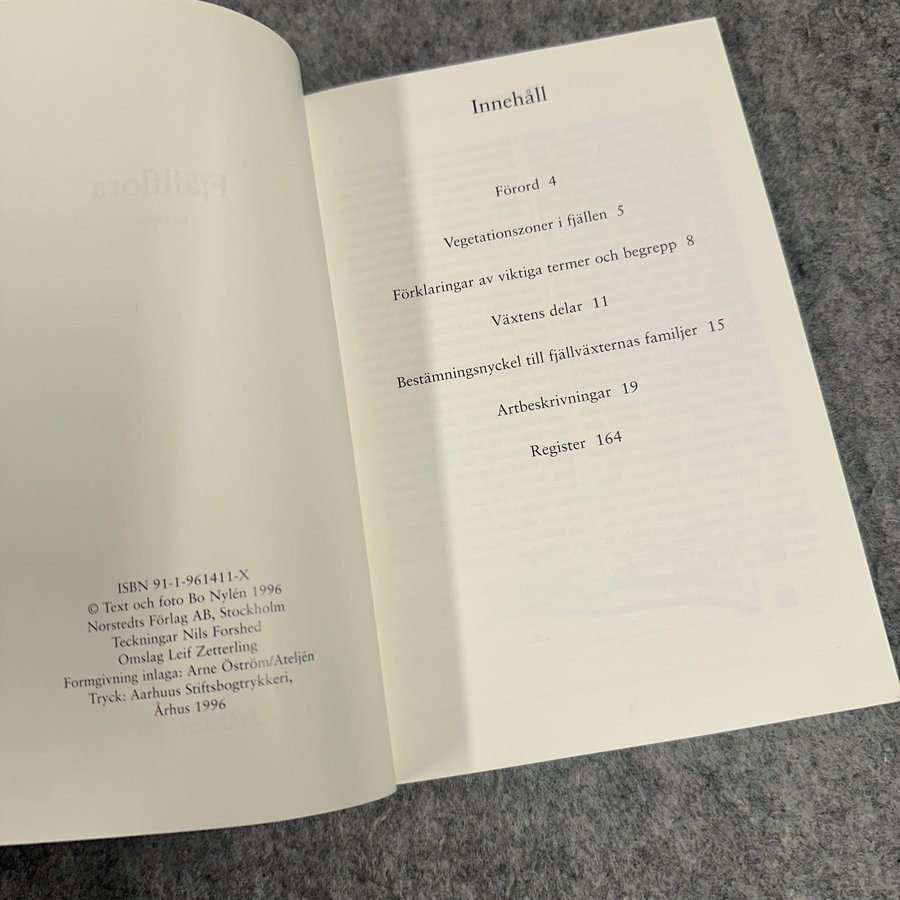 Fjällflora
ISBN 91-1-961411-X
© Text och foto Bo Nylén 1996
Norstedts Förlag AB, Stockholm
Teckningar Nils Forshed
Omslag Leif Zetterling
Formgivning inlaga: Arne Öström/Ateljén
Tryck: Aarhuus Stiftsbogtrykkeri,
Århus 1996
Innehåll
Förord 4
Vegetationszoner i fjällen 5
Förklaringar av viktiga termer och begrepp 8
Växtens delar 11
Bestämningsnyckel till fjällväxternas familjer 15
Artbeskrivningar 19
Register 164